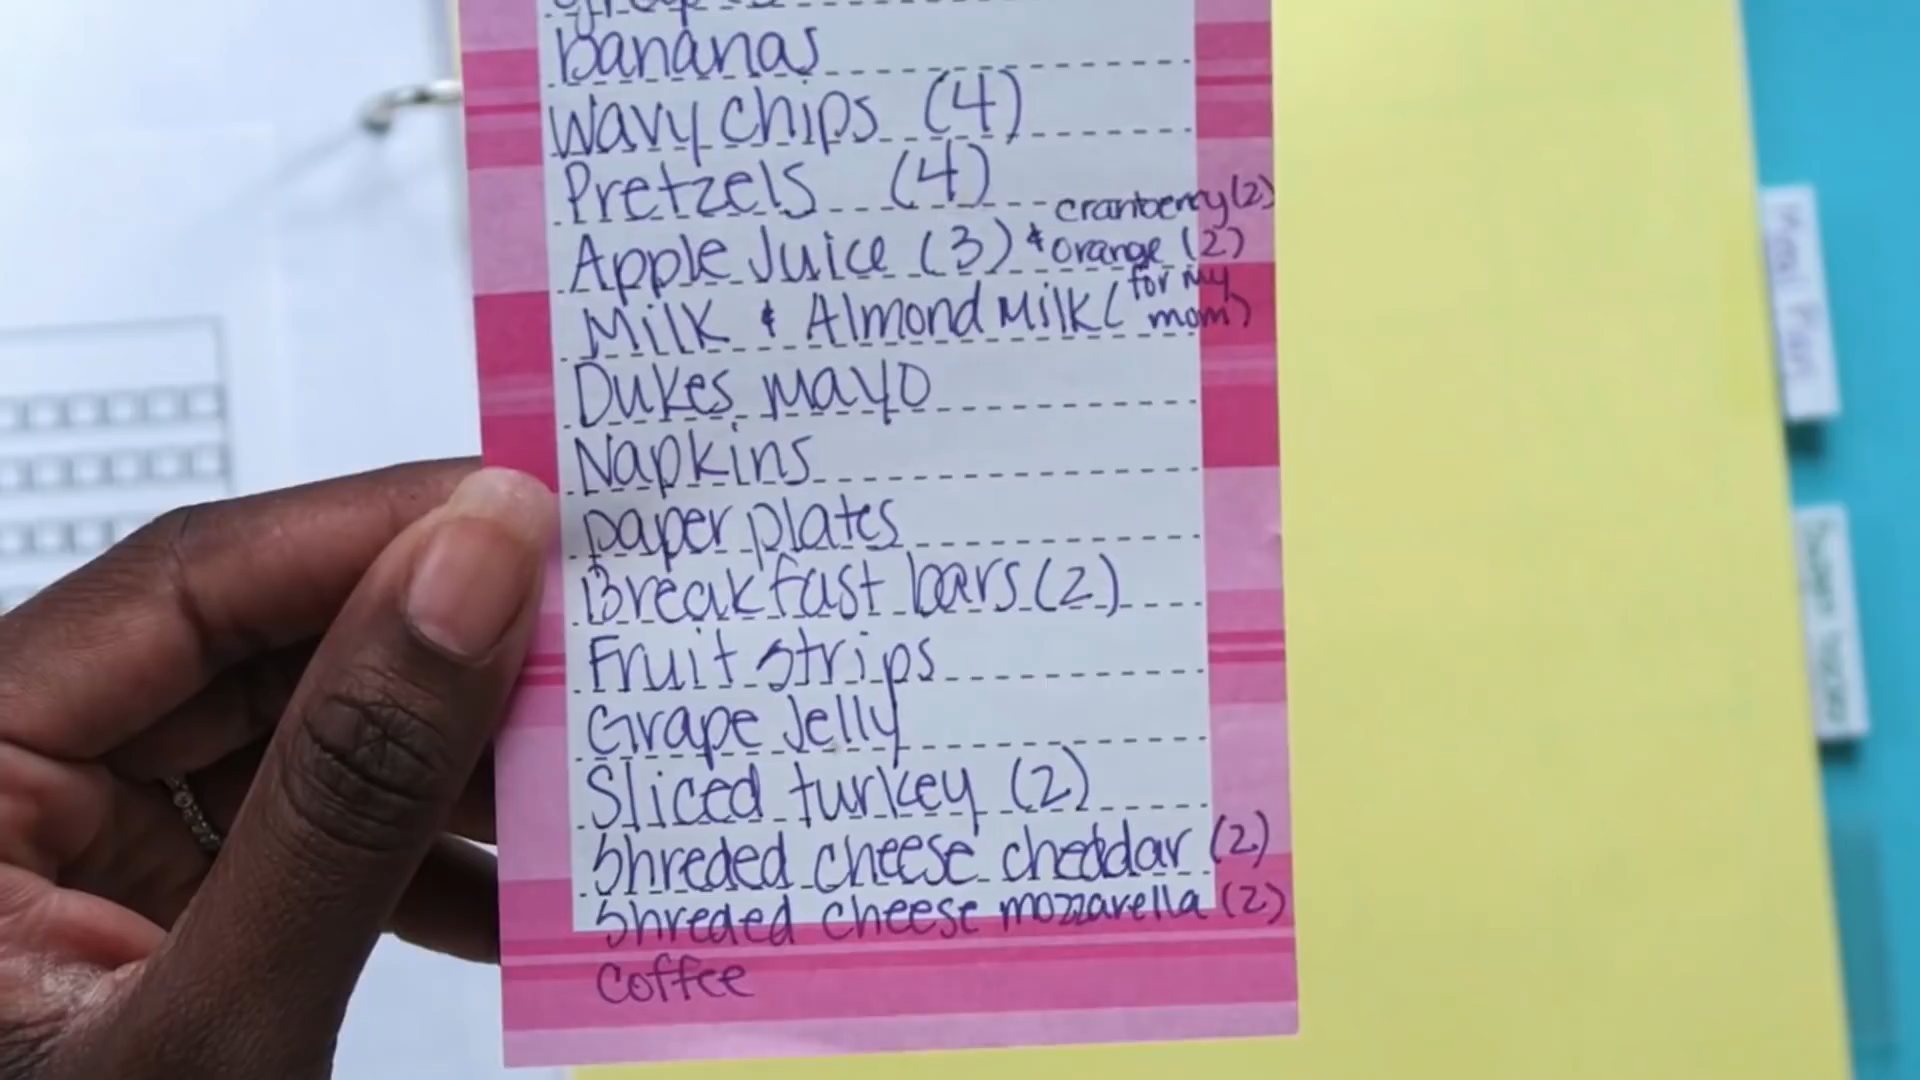 Bananas
Wavy chips (4)
Pretzels (4)
Apple Juice (3) & cranberry (2)
orange (2)
Milk & Almond Milk (for my mom)
Dukes mayo
Napkins
paper plates
Breakfast bars (2)
Fruit strips
Grape Jelly
Sliced turkey (2)
Shreded cheese cheddar (2)
Shreded cheese mozzarella (2)
Coffee